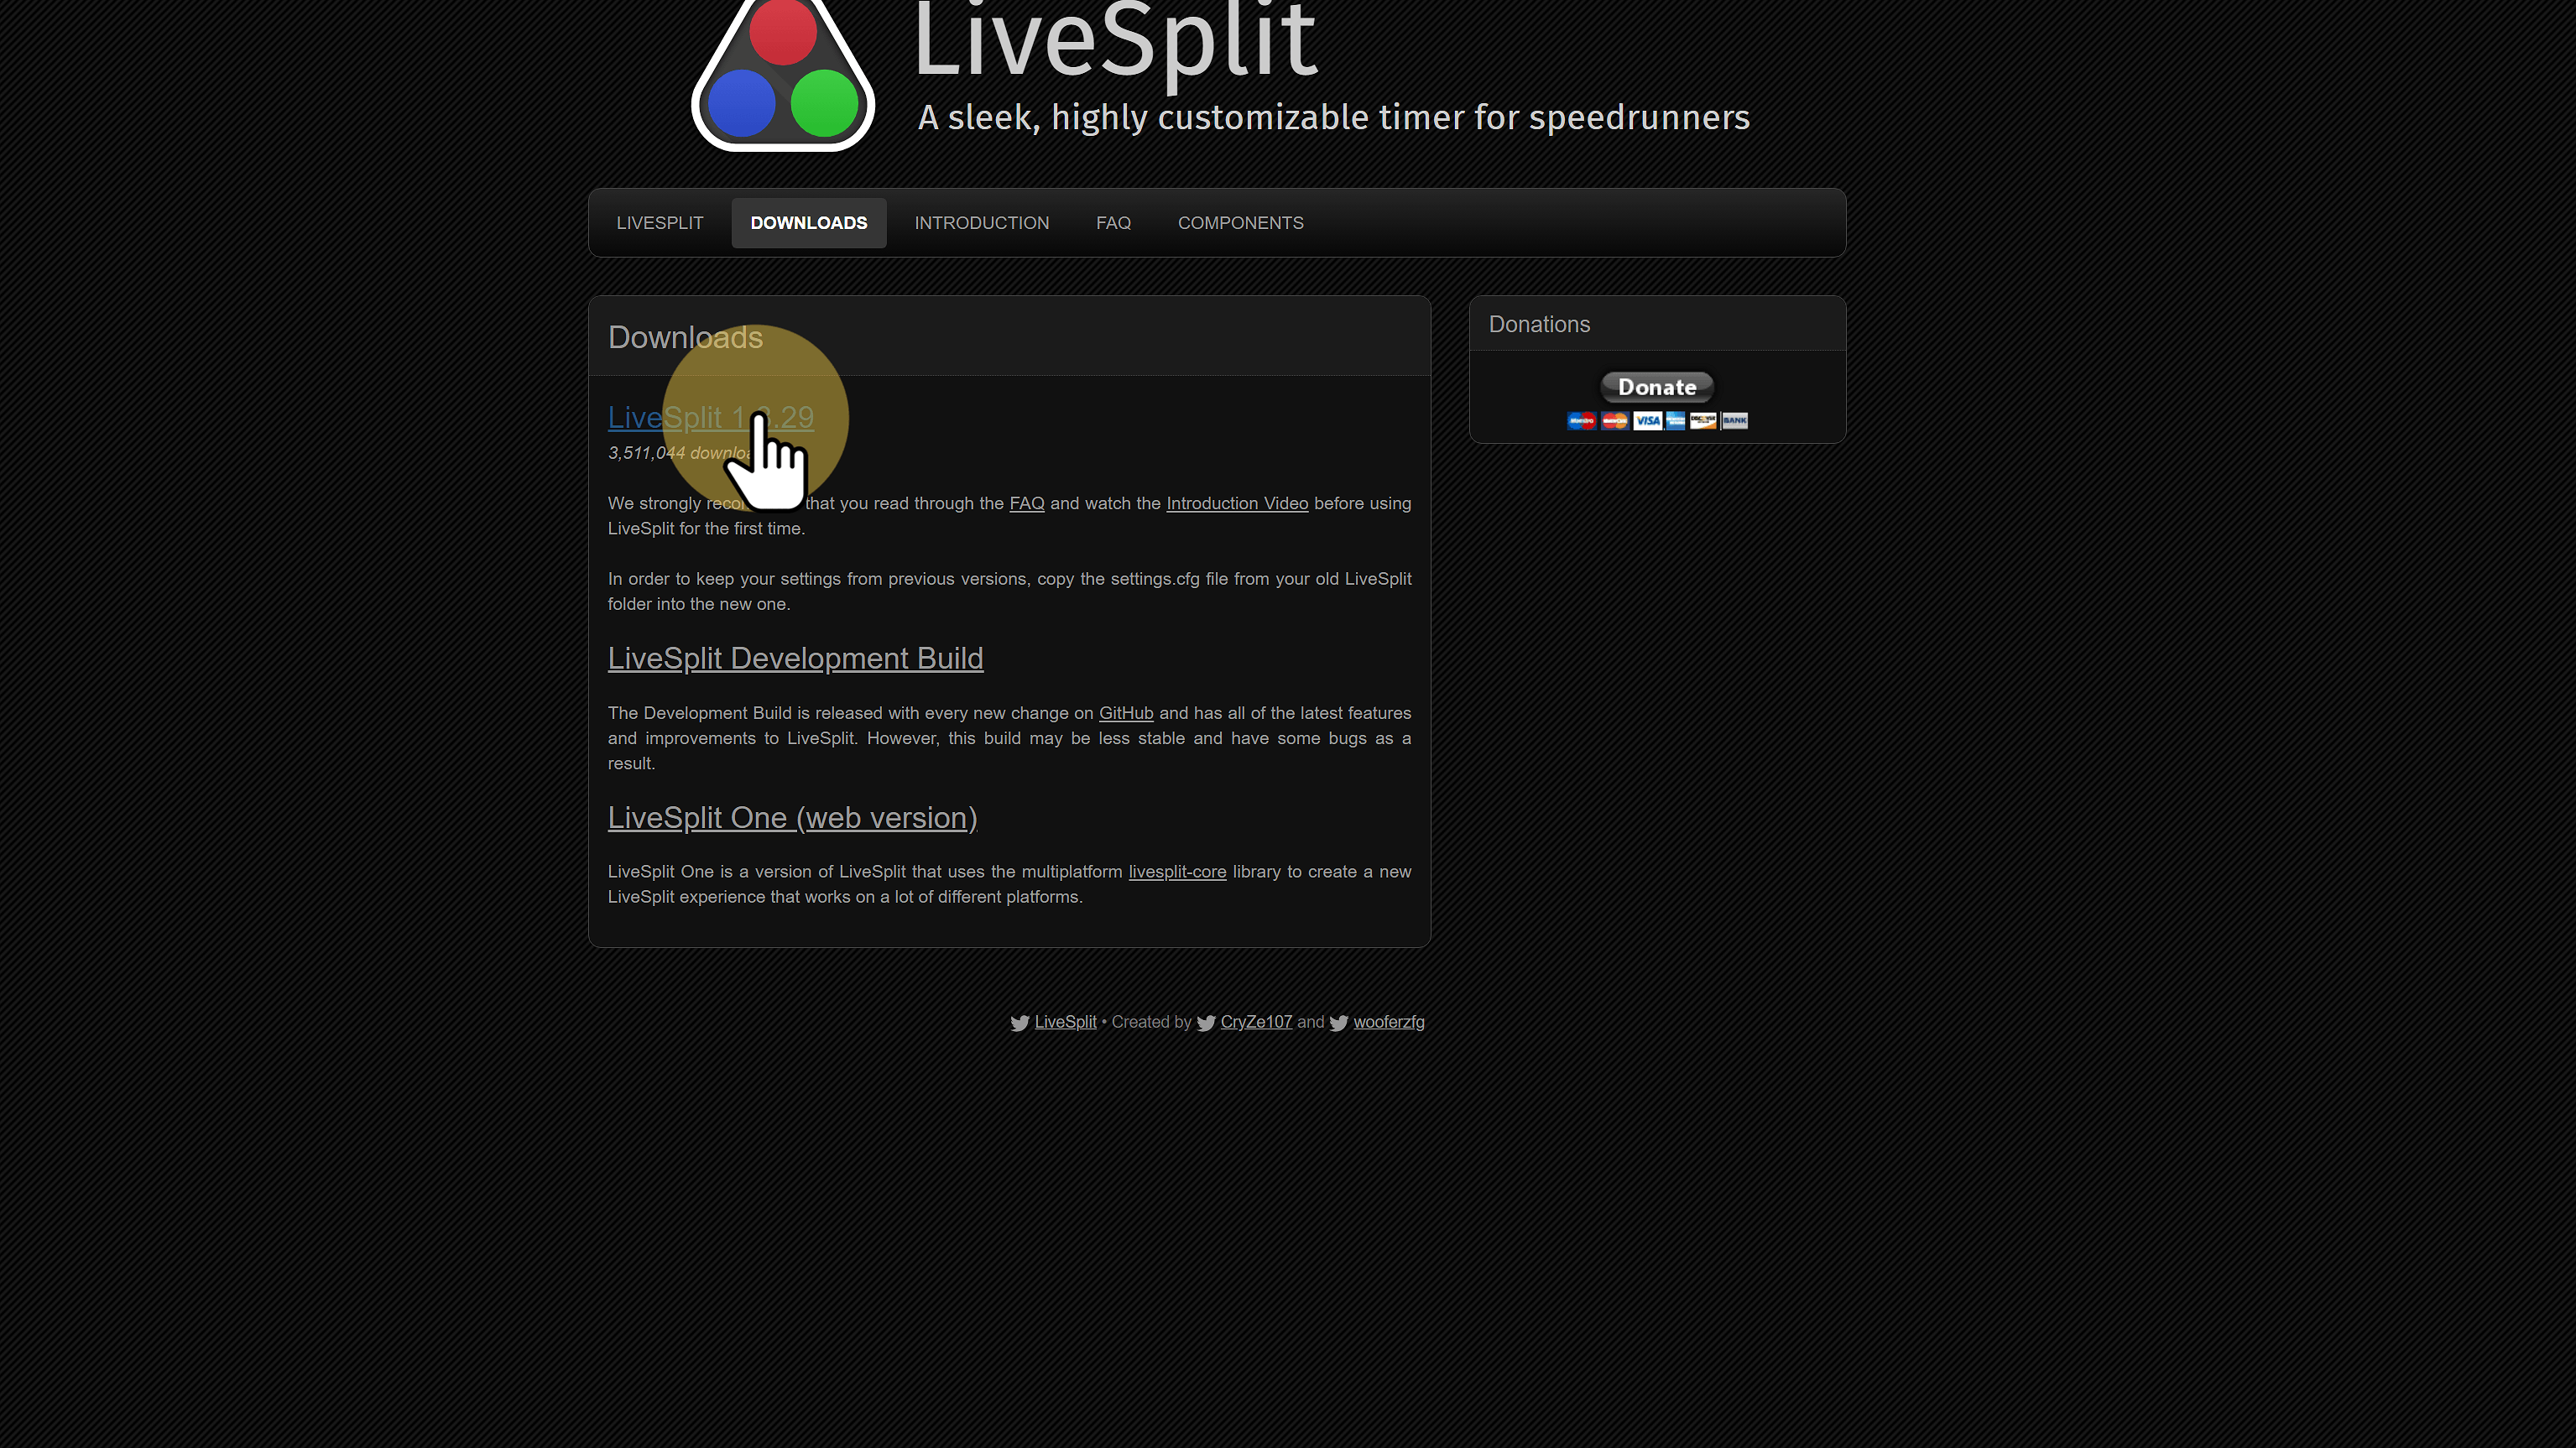 LiveSplit
A sleek, highly customizable timer for speedrunners
LIVESPLIT DOWNLOADS INTRODUCTION FAQ COMPONENTS
Downloads
LiveSplit
3,511,044
We strongly that you read through the FAQ and watch the Introduction Video before using
LiveSplit for the first time.
In order to keep your settings from previous versions, copy the settings.cfg file from your old LiveSplit
folder into the new one.
LiveSplit Development Build
The Development Build is released with every new change on GitHub and has all of the latest features
and improvements to LiveSplit. However, this build may be less stable and have some bugs as a
result.
LiveSplit One (web version)
LiveSplit One is a version of LiveSplit that uses the multiplatform livesplit-core library to create a new
LiveSplit experience that works on a lot of different platforms.
Donations
Donate
Maestro MasterCard VISA DISCOVER BANK
LiveSplit • Created by CryZe107 and wooferzfg